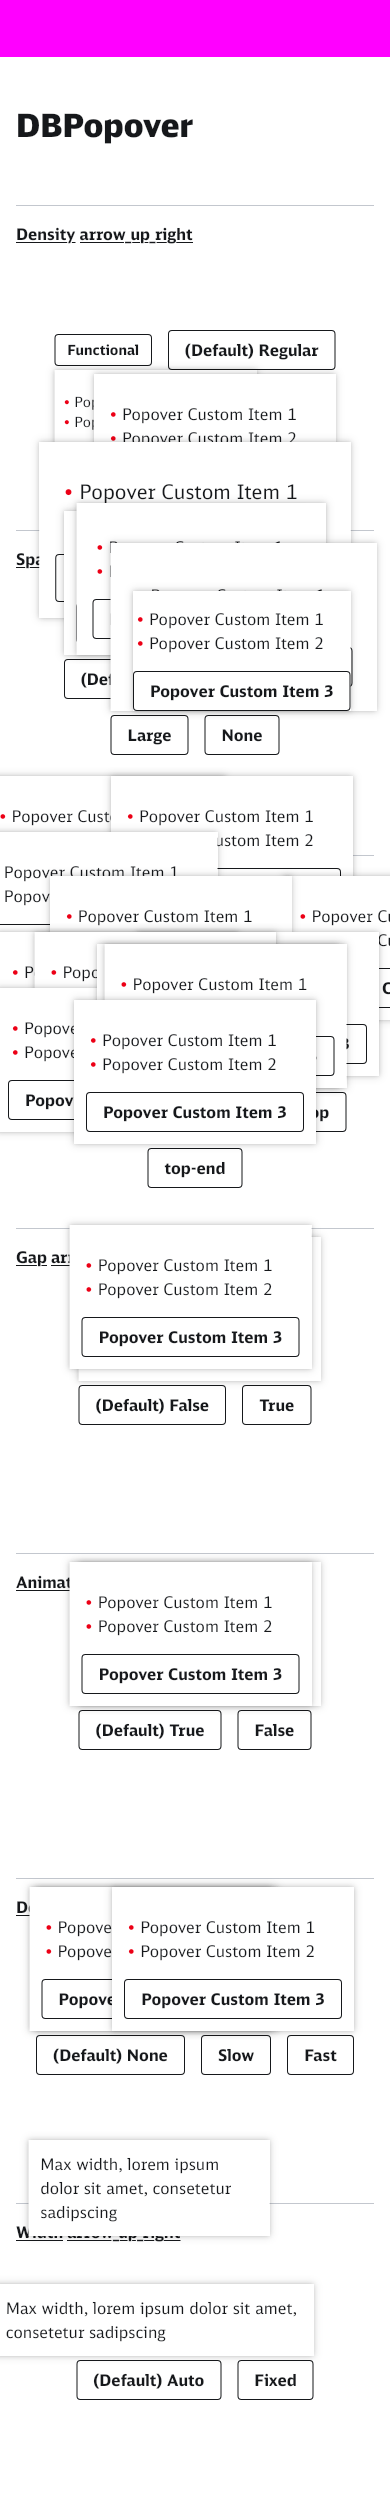 DBPopover
Density arrow up right
Functional
(Default) Regular
Popover Custom Item 1
Popover Custom Item 2
Popover Custom Item 1
Popover Custom Item 1
Popover Custom Item 2
Popover Custom Item 3
Large
None
Popover Custom Item 1
Popover Custom Item 1
Popover Custom Item 1
Popover Custom Item 1
Popover Custom Item 1
Popover Custom Item 2
Popover Custom Item 3
top-end
Gap
Popover Custom Item 1
Popover Custom Item 2
Popover Custom Item 3
(Default) False
True
Popover Custom Item 1
Popover Custom Item 2
Popover Custom Item 3
(Default) True
False
Popover Custom Item 1
Popover Custom Item 2
Popover Custom Item 3
(Default) None
Slow
Fast
Max width, lorem ipsum
dolor sit amet, consetetur
sadipscing
Width arrow up right
Max width, lorem ipsum dolor sit amet,
consetetur sadipscing
(Default) Auto
Fixed